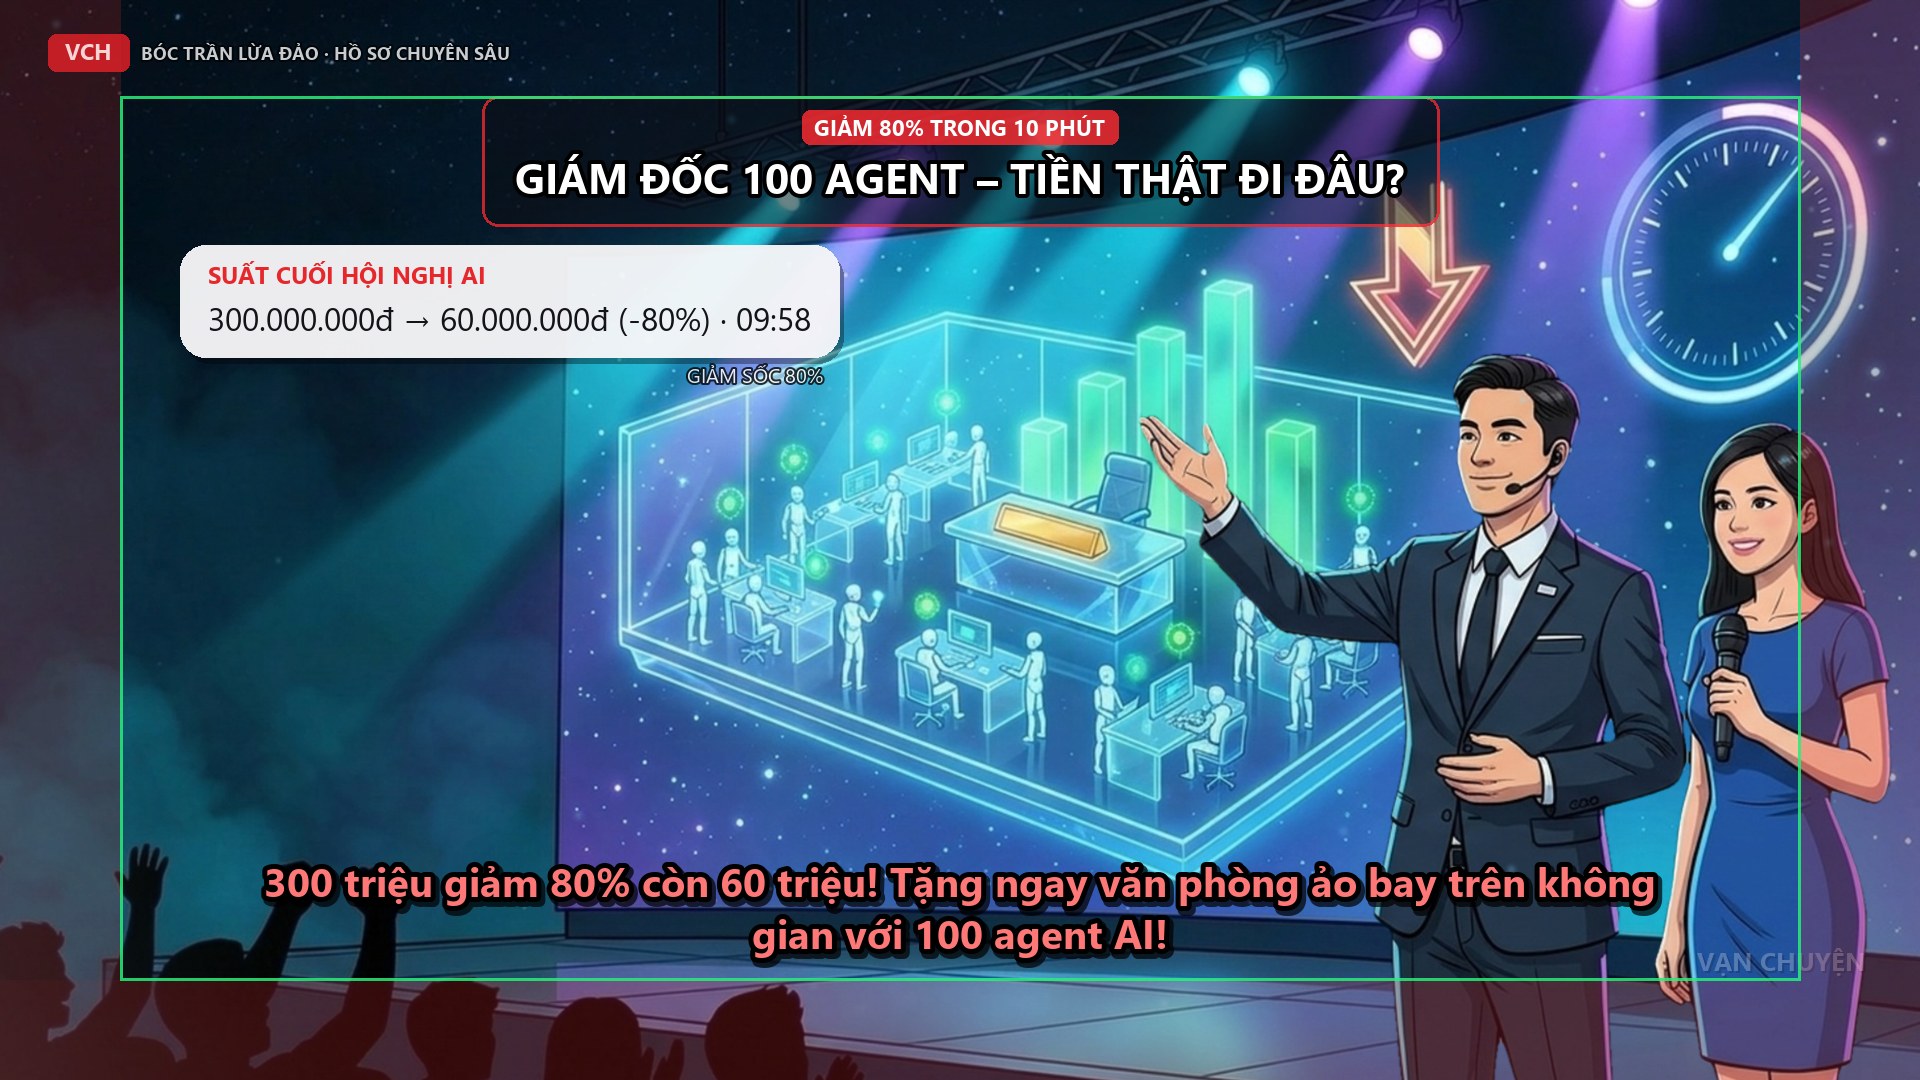 VCH BÓC TRẦN LỪA ĐẢO · HỒ SƠ CHUYÊN SÂU
GIẢM 80% TRONG 10 PHÚT
GIÁM ĐỐC 100 AGENT – TIỀN THẬT ĐI ĐÂU?
SUẤT CUỐI HỘI NGHỊ AI
300.000.000đ → 60.000.000đ (-80%) · 09:58
GIẢM SỐC 80%
300 triệu giảm 80% còn 60 triệu! Tặng ngay văn phòng ảo bay trên không
gian với 100 agent AI!
VẠN CHUYỆN